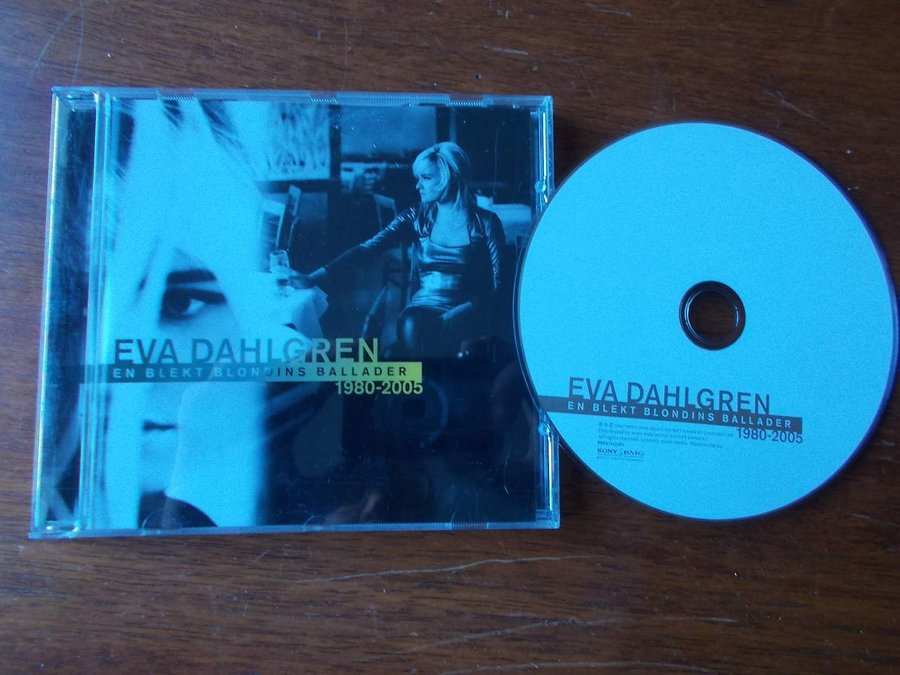 EVA DAHLGREN
EN BLEKT BLONDINS BALLADER
1980-2005
EVA DAHLGREN
EN BLEKT BLONDINS BALLADER
1980-2005
SONY BMG